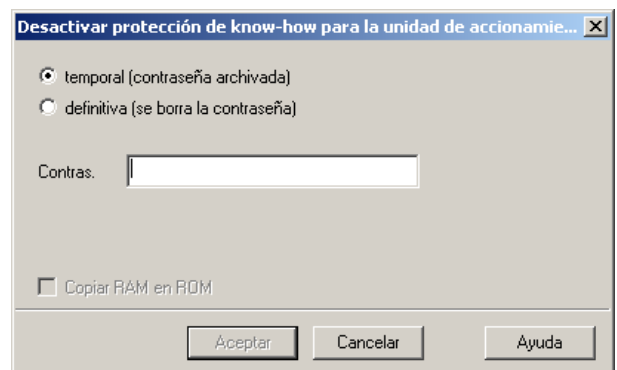 Desactivar protección de know-how para la unidad de accionamie...
temporal (contraseña archivada)
definitiva (se borra la contraseña)
Contras.
Copiar RAM en ROM
Aceptar Cancelar Ayuda